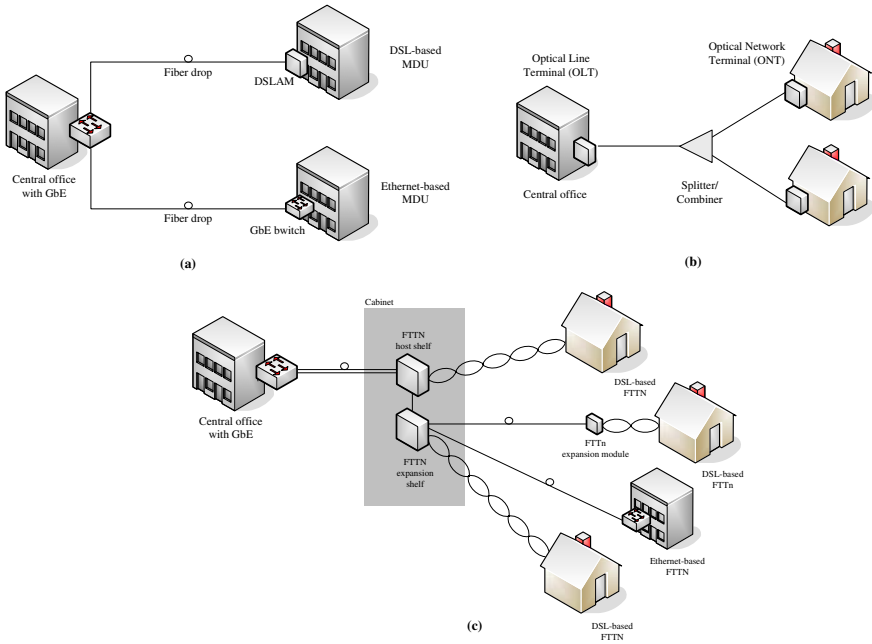 DSL-based
MDU
Fiber drop
DSLAM
Central office
with GbE
Ethernet-based
MDU
Fiber drop
GbE bwitch
(a)
Optical Line
Terminal (OLT)
Optical Network
Terminal (ONT)
Central office
Splitter/
Combiner
(b)
Cabinet
FTTN
host shelf
DSL-based
FTTN
Central office
with GbE
FTTn
expansion module
FTTN
expansion
shelf
DSL-based
FTTn
Ethernet-based
FTTN
DSL-based
FTTN
(c)